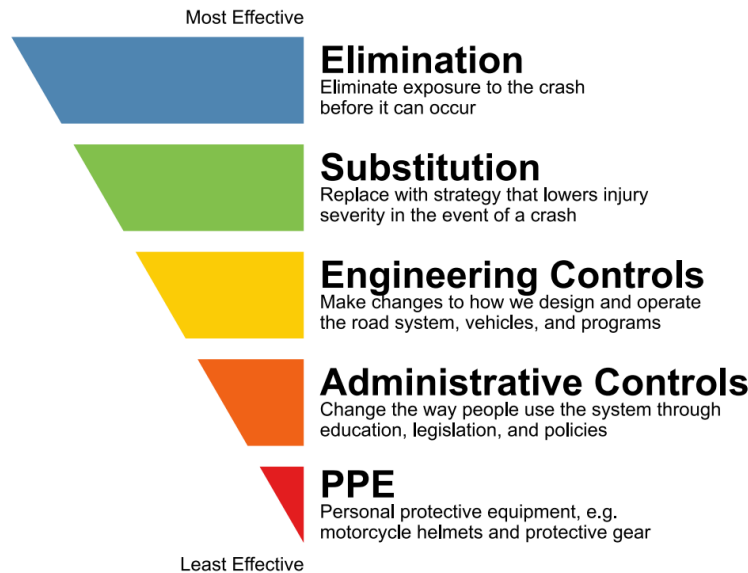 Most Effective
Elimination
Eliminate exposure to the crash
before it can occur
Substitution
Replace with strategy that lowers injury
severity in the event of a crash
Engineering Controls
Make changes to how we design and operate
the road system, vehicles, and programs
Administrative Controls
Change the way people use the system through
education, legislation, and policies
PPE
Personal protective equipment, e.g.
motorcycle helmets and protective gear
Least Effective